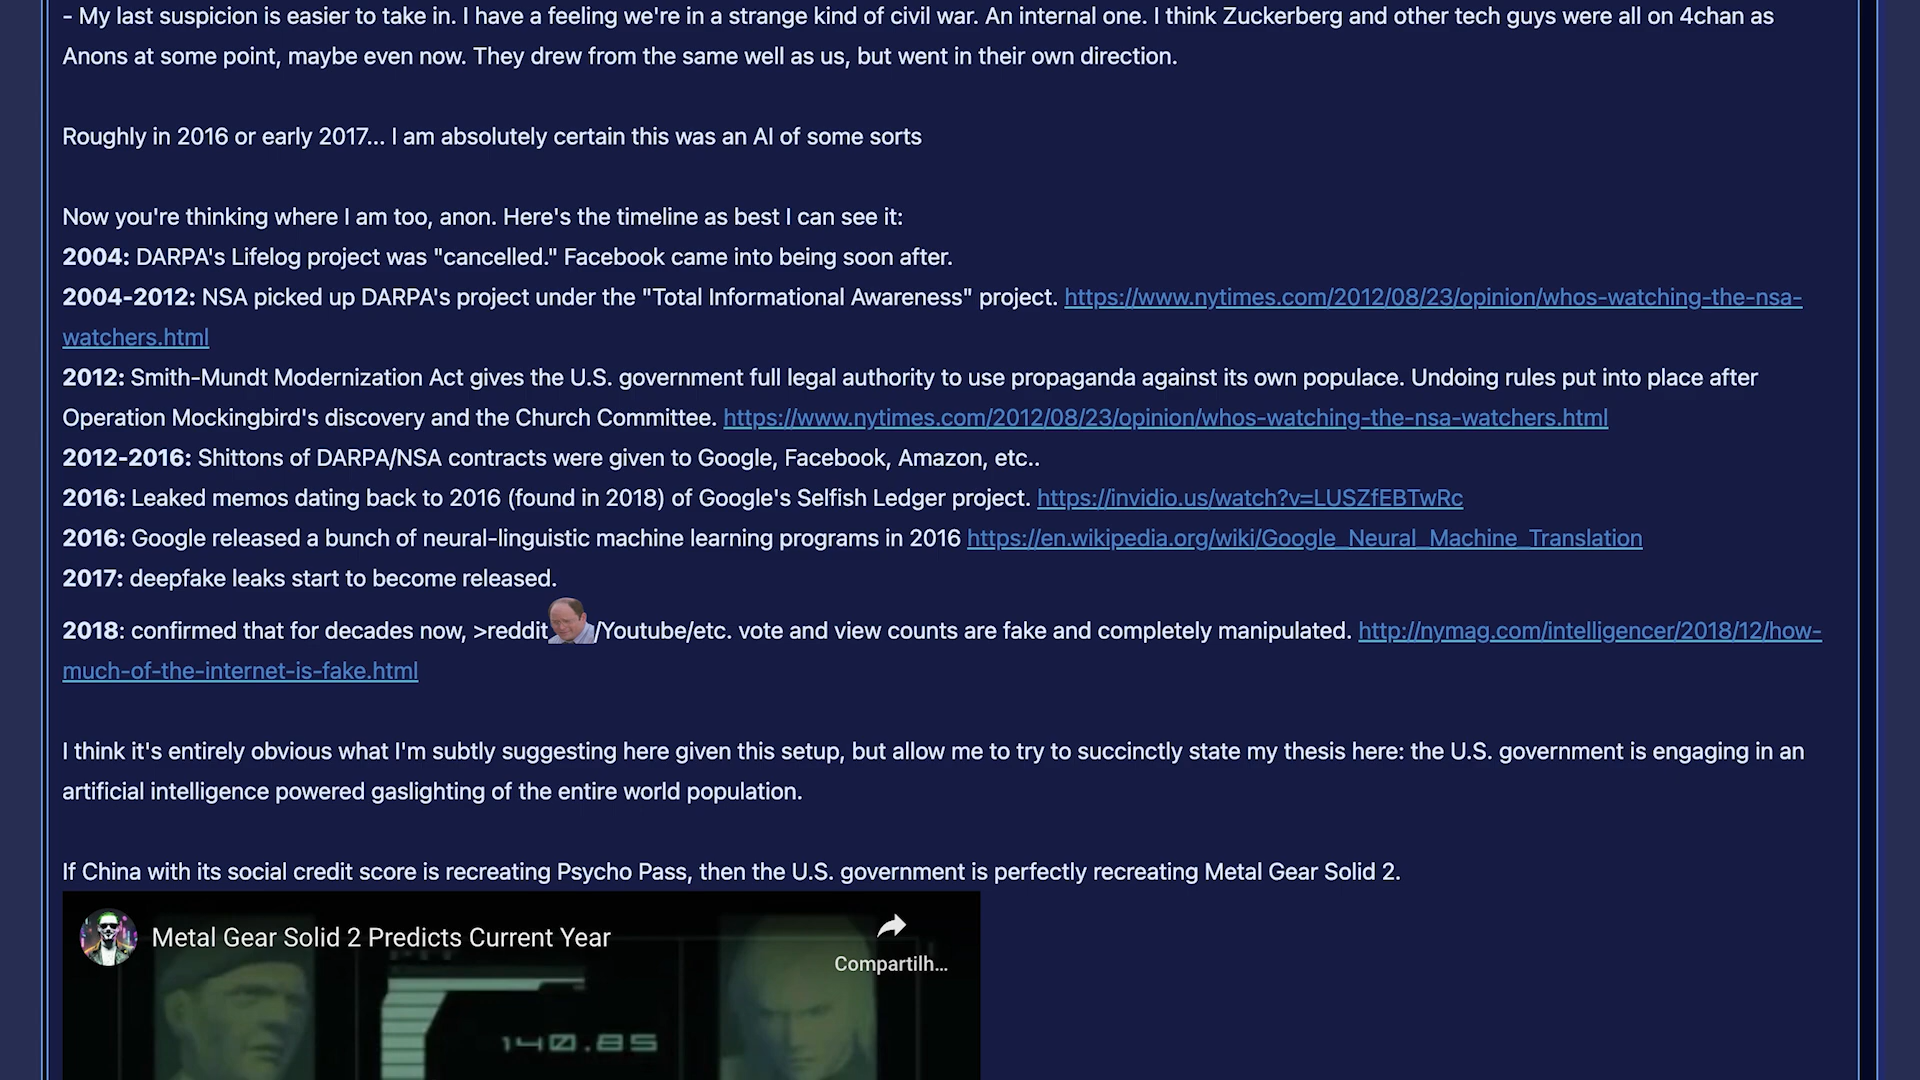 - My last suspicion is easier to take in. I have a feeling we're in a strange kind of civil war. An internal one. I think Zuckerberg and other tech guys were all on 4chan as
Anons at some point, maybe even now. They drew from the same well as us, but went in their own direction.
Roughly in 2016 or early 2017... I am absolutely certain this was an AI of some sorts
Now you're thinking where I am too, anon. Here's the timeline as best I can see it:
2004: DARPA's Lifelog project was "cancelled." Facebook came into being soon after.
2004-2012: NSA picked up DARPA's project under the "Total Informational Awareness" project. https://www.nytimes.com/2012/08/23/opinion/whos-watching-the-nsa-
watchers.html
2012: Smith-Mundt Modernization Act gives the U.S. government full legal authority to use propaganda against its own populace. Undoing rules put into place after
Operation Mockingbird's discovery and the Church Committee. https://www.nytimes.com/2012/08/23/opinion/whos-watching-the-nsa-watchers.html
2012-2016: Shittons of DARPA/NSA contracts were given to Google, Facebook, Amazon, etc..
2016: Leaked memos dating back to 2016 (found in 2018) of Google's Selfish Ledger project. https://invidio.us/watch?v=LUSZfEBTwRc
2016: Google released a bunch of neural-linguistic machine learning programs in 2016 https://en.wikipedia.org/wiki/Google_Neural_Machine_Translation
2017: deepfake leaks start to become released.
2018: confirmed that for decades now, >reddit/Youtube/etc. vote and view counts are fake and completely manipulated. http://nymag.com/intelligencer/2018/12/how-
much-of-the-internet-is-fake.html
I think it's entirely obvious what I'm subtly suggesting here given this setup, but allow me to try to succinctly state my thesis here: the U.S. government is engaging in an
artificial intelligence powered gaslighting of the entire world population.
If China with its social credit score is recreating Psycho Pass, then the U.S. government is perfectly recreating Metal Gear Solid 2.
Metal Gear Solid 2 Predicts Current Year
Compartilh...
140.85